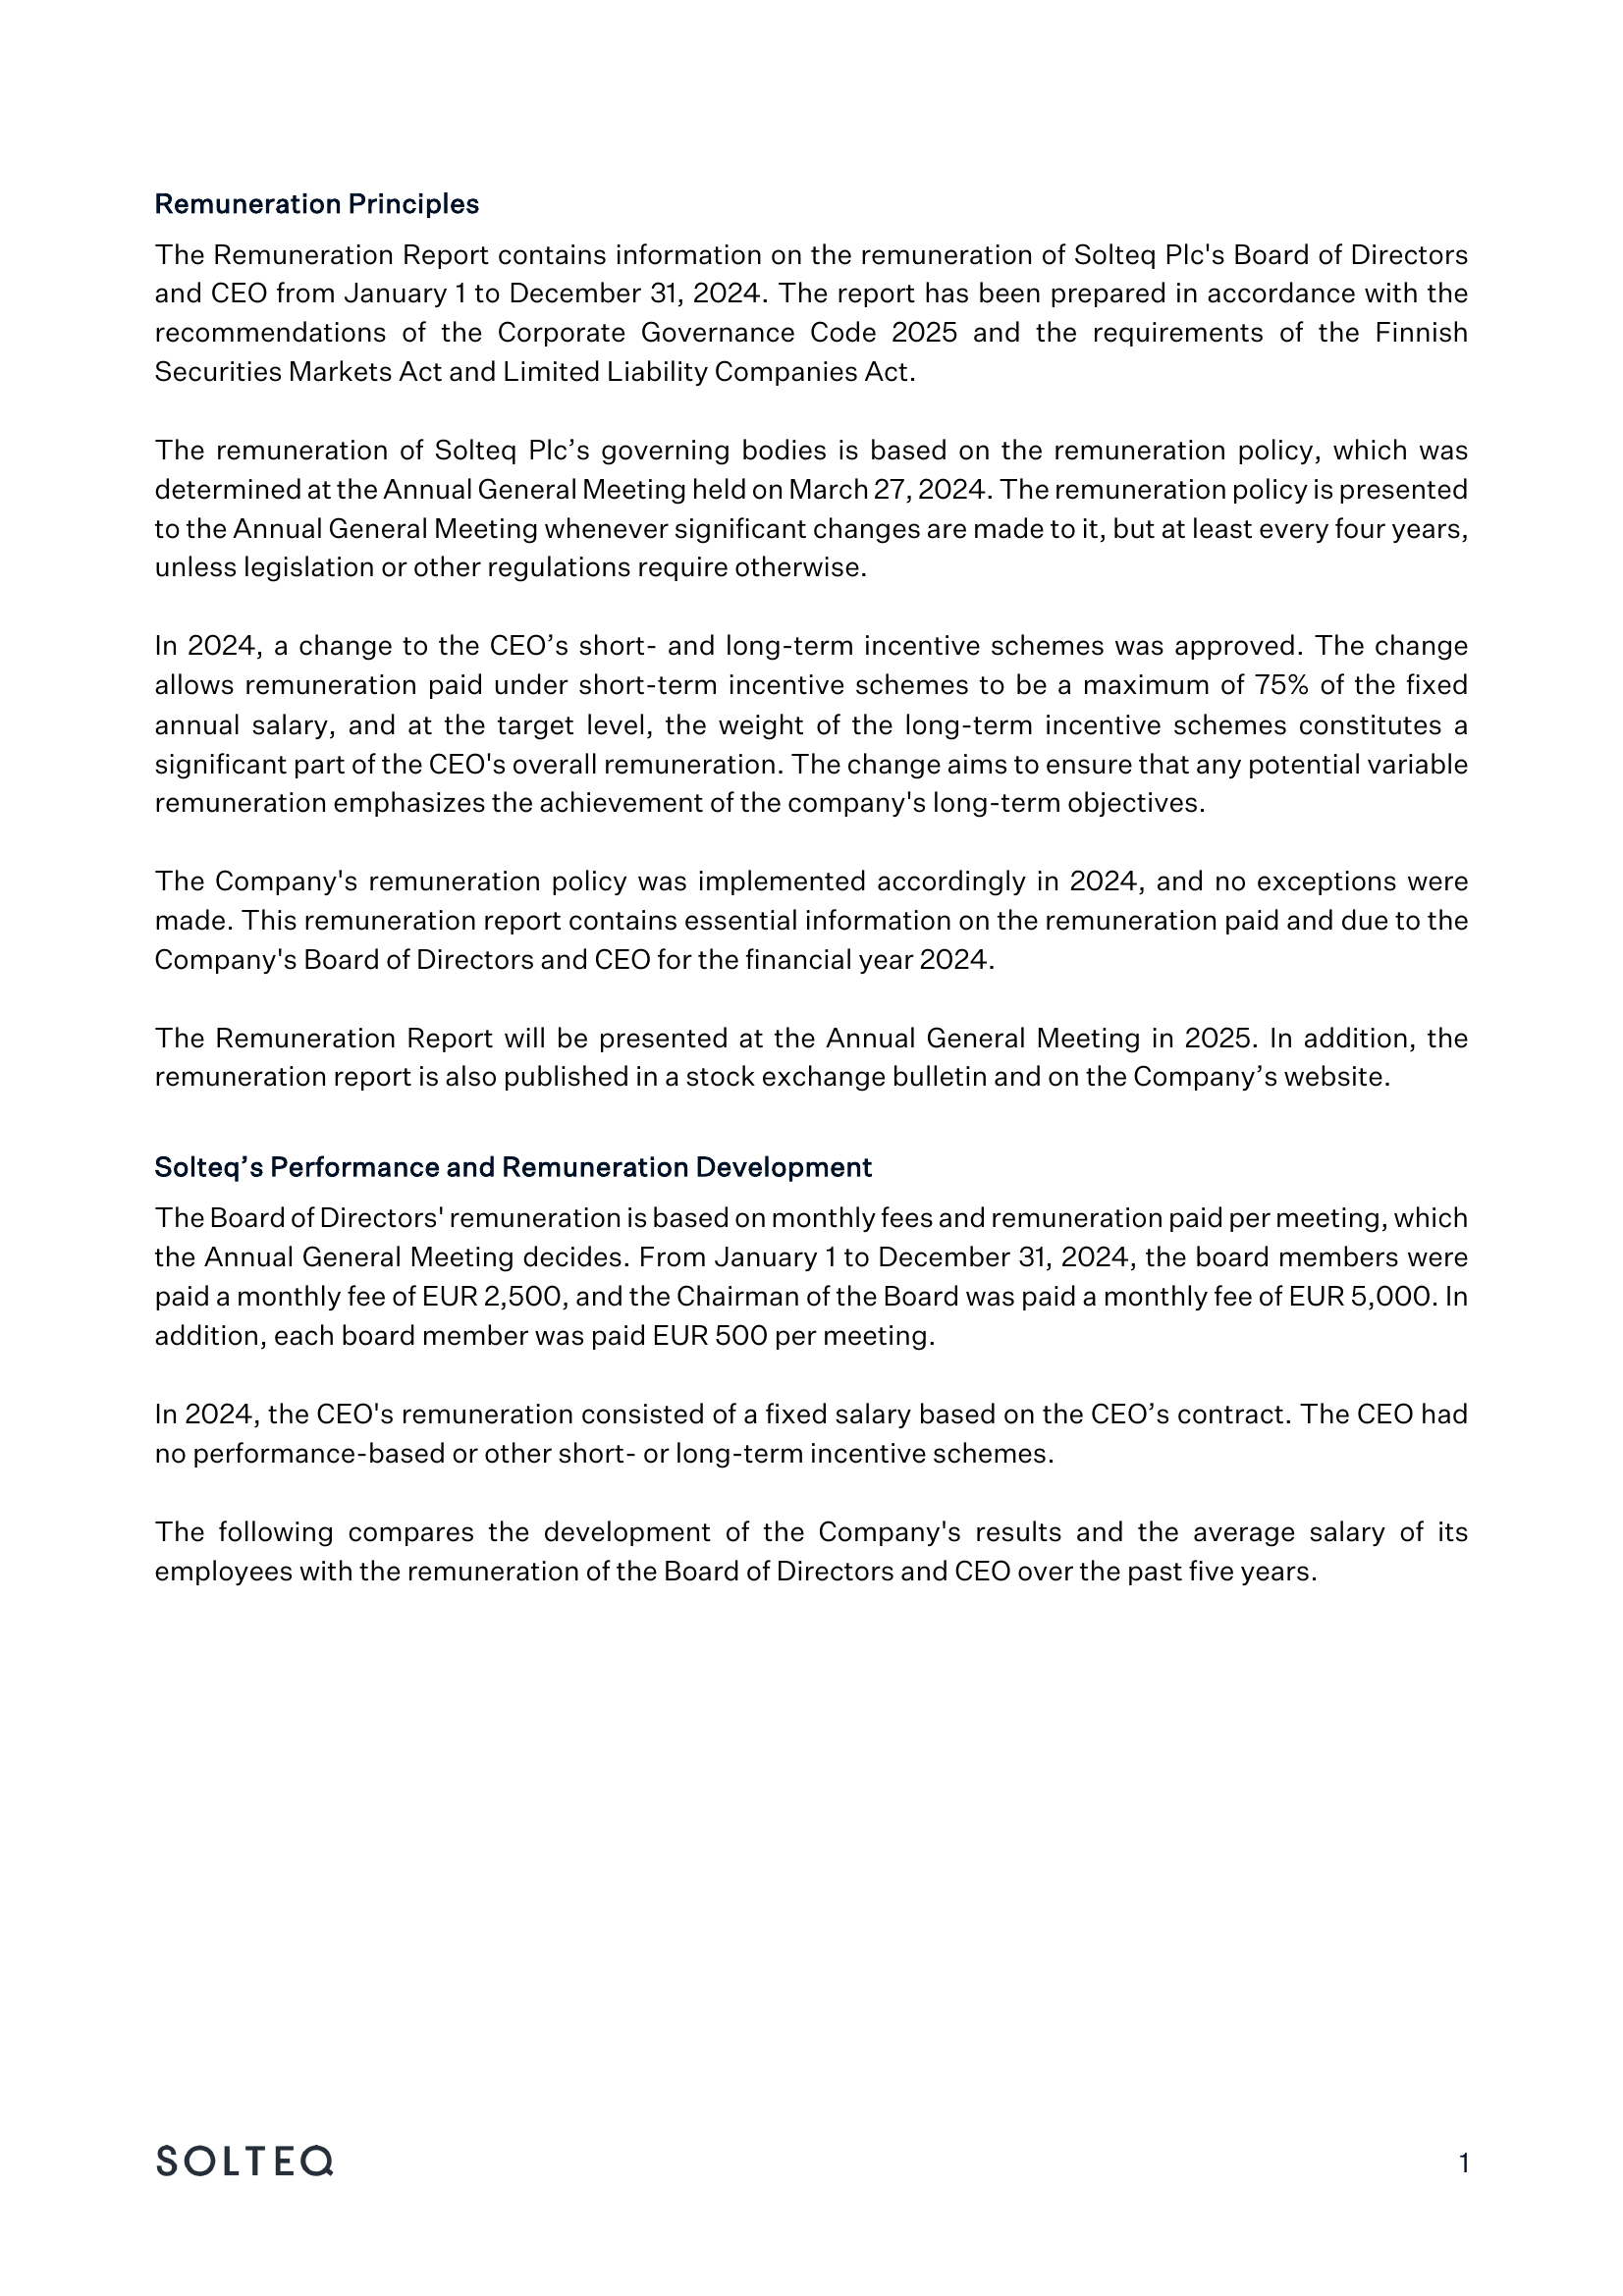 Remuneration Principles
The Remuneration Report contains information on the remuneration of Solteq Plc's Board of Directors
and CEO from January 1 to December 31, 2024. The report has been prepared in accordance with the
recommendations of the Corporate Governance Code 2025 and the requirements of the Finnish
Securities Markets Act and Limited Liability Companies Act.
The remuneration of Solteq Plc’s governing bodies is based on the remuneration policy, which was
determined at the Annual General Meeting held on March 27, 2024. The remuneration policy is presented
to the Annual General Meeting whenever significant changes are made to it, but at least every four years,
unless legislation or other regulations require otherwise.
In 2024, a change to the CEO’s short- and long-term incentive schemes was approved. The change
allows remuneration paid under short-term incentive schemes to be a maximum of 75% of the fixed
annual salary, and at the target level, the weight of the long-term incentive schemes constitutes a
significant part of the CEO's overall remuneration. The change aims to ensure that any potential variable
remuneration emphasizes the achievement of the company's long-term objectives.
The Company's remuneration policy was implemented accordingly in 2024, and no exceptions were
made. This remuneration report contains essential information on the remuneration paid and due to the
Company's Board of Directors and CEO for the financial year 2024.
The Remuneration Report will be presented at the Annual General Meeting in 2025. In addition, the
remuneration report is also published in a stock exchange bulletin and on the Company’s website.
Solteq’s Performance and Remuneration Development
The Board of Directors' remuneration is based on monthly fees and remuneration paid per meeting, which
the Annual General Meeting decides. From January 1 to December 31, 2024, the board members were
paid a monthly fee of EUR 2,500, and the Chairman of the Board was paid a monthly fee of EUR 5,000. In
addition, each board member was paid EUR 500 per meeting.
In 2024, the CEO's remuneration consisted of a fixed salary based on the CEO’s contract. The CEO had
no performance-based or other short- or long-term incentive schemes.
The following compares the development of the Company's results and the average salary of its
employees with the remuneration of the Board of Directors and CEO over the past five years.
SOLTEQ
1